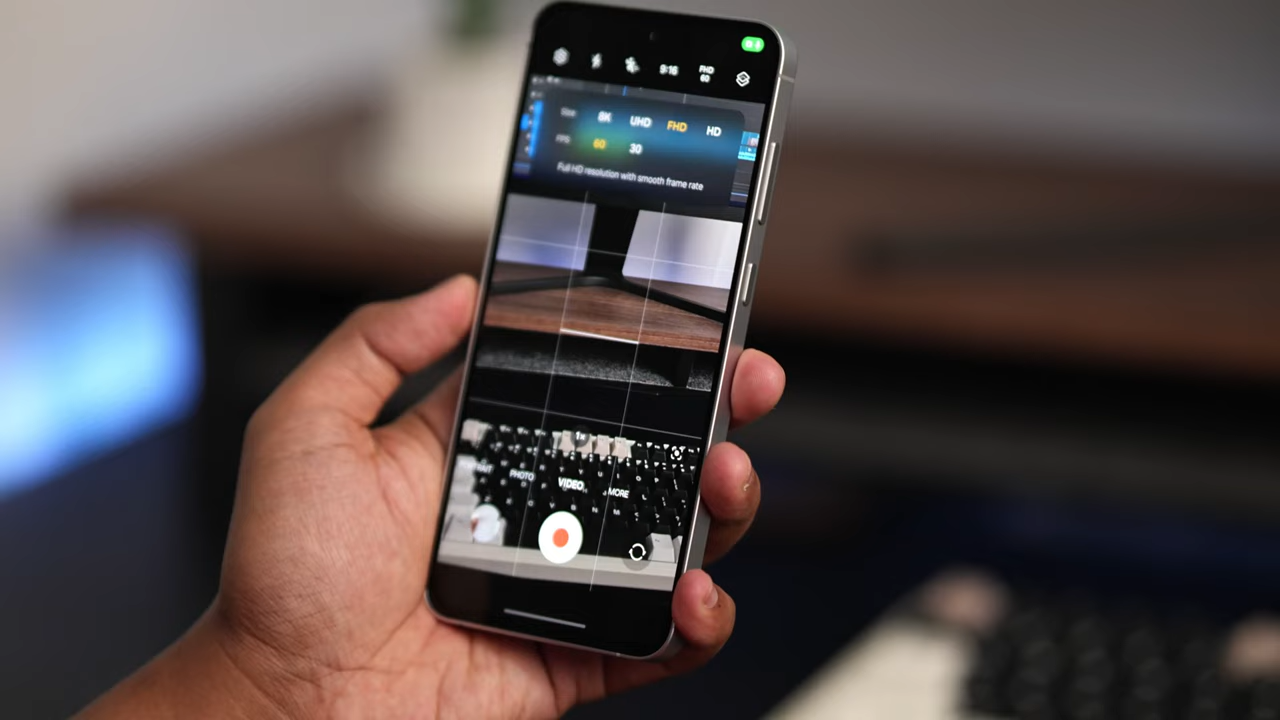 9:16 FHD 60
Size 8K UHD FHD HD
FPS 60 30
Full HD resolution with smooth frame rate
1x
PHOTO VIDEO MORE